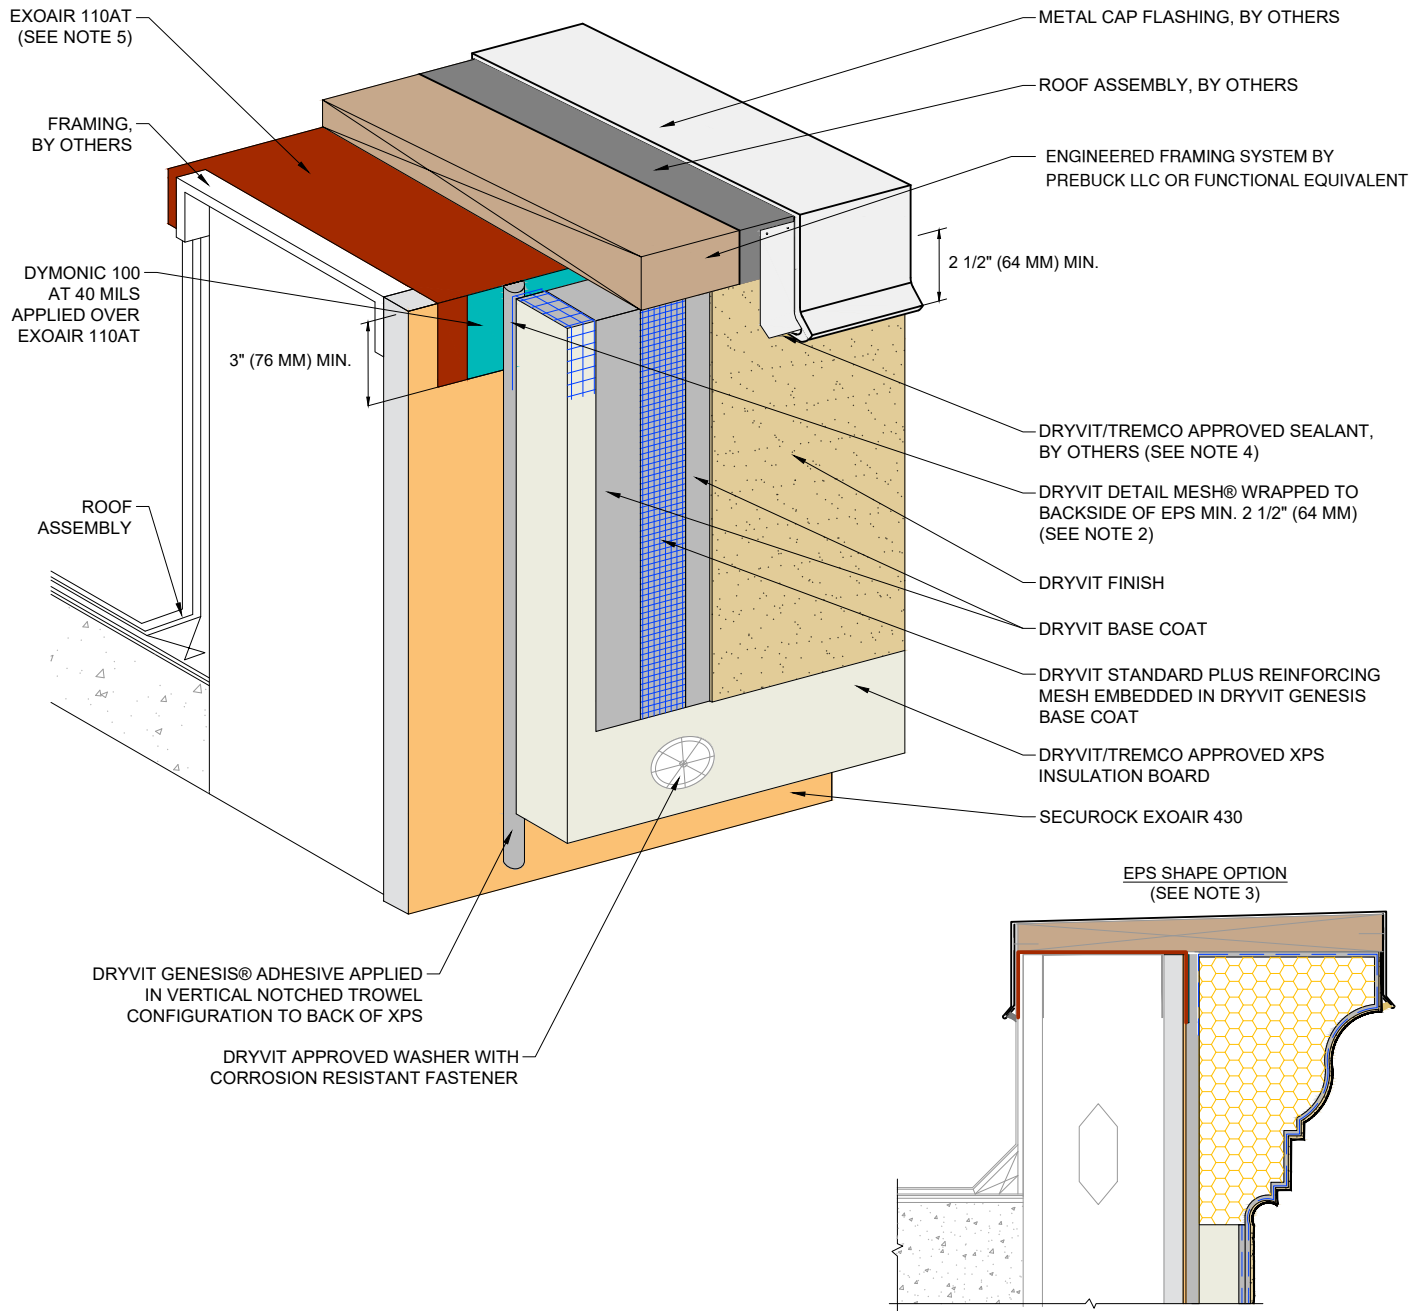 EXOAIR 110AT
(SEE NOTE 5)
FRAMING,
BY OTHERS
DYMONIC 100
AT 40 MILS
APPLIED OVER
EXOAIR 110AT
3" (76 MM) MIN.
ROOF
ASSEMBLY
DRYVIT GENESIS® ADHESIVE APPLIED
IN VERTICAL NOTCHED TROWEL
CONFIGURATION TO BACK OF XPS
DRYVIT APPROVED WASHER WITH
CORROSION RESISTANT FASTENER
METAL CAP FLASHING, BY OTHERS
ROOF ASSEMBLY, BY OTHERS
ENGINEERED FRAMING SYSTEM BY
PREBUCK LLC OR FUNCTIONAL EQUIVALENT
2 1/2" (64 MM) MIN.
DRYVIT/TREMCO APPROVED SEALANT,
BY OTHERS (SEE NOTE 4)
DRYVIT DETAIL MESH® WRAPPED TO
BACKSIDE OF EPS MIN. 2 1/2" (64 MM)
(SEE NOTE 2)
DRYVIT FINISH
DRYVIT BASE COAT
DRYVIT STANDARD PLUS REINFORCING
MESH EMBEDDED IN DRYVIT GENESIS
BASE COAT
DRYVIT/TREMCO APPROVED XPS
INSULATION BOARD
SECUROCK EXOAIR 430
EPS SHAPE OPTION
(SEE NOTE 3)